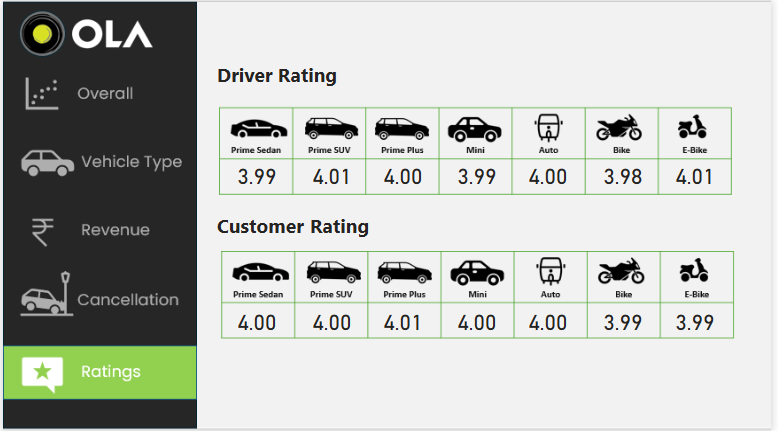 OLA
Overall
Vehicle Type
Revenue
Cancellation
Ratings
Driver Rating
Prime Sedan Prime SUV Prime Plus Mini Auto Bike E-Bike
3.99 4.01 4.00 3.99 4.00 3.98 4.01
Customer Rating
Prime Sedan Prime SUV Prime Plus Mini Auto Bike E-Bike
4.00 4.00 4.01 4.00 4.00 3.99 3.99